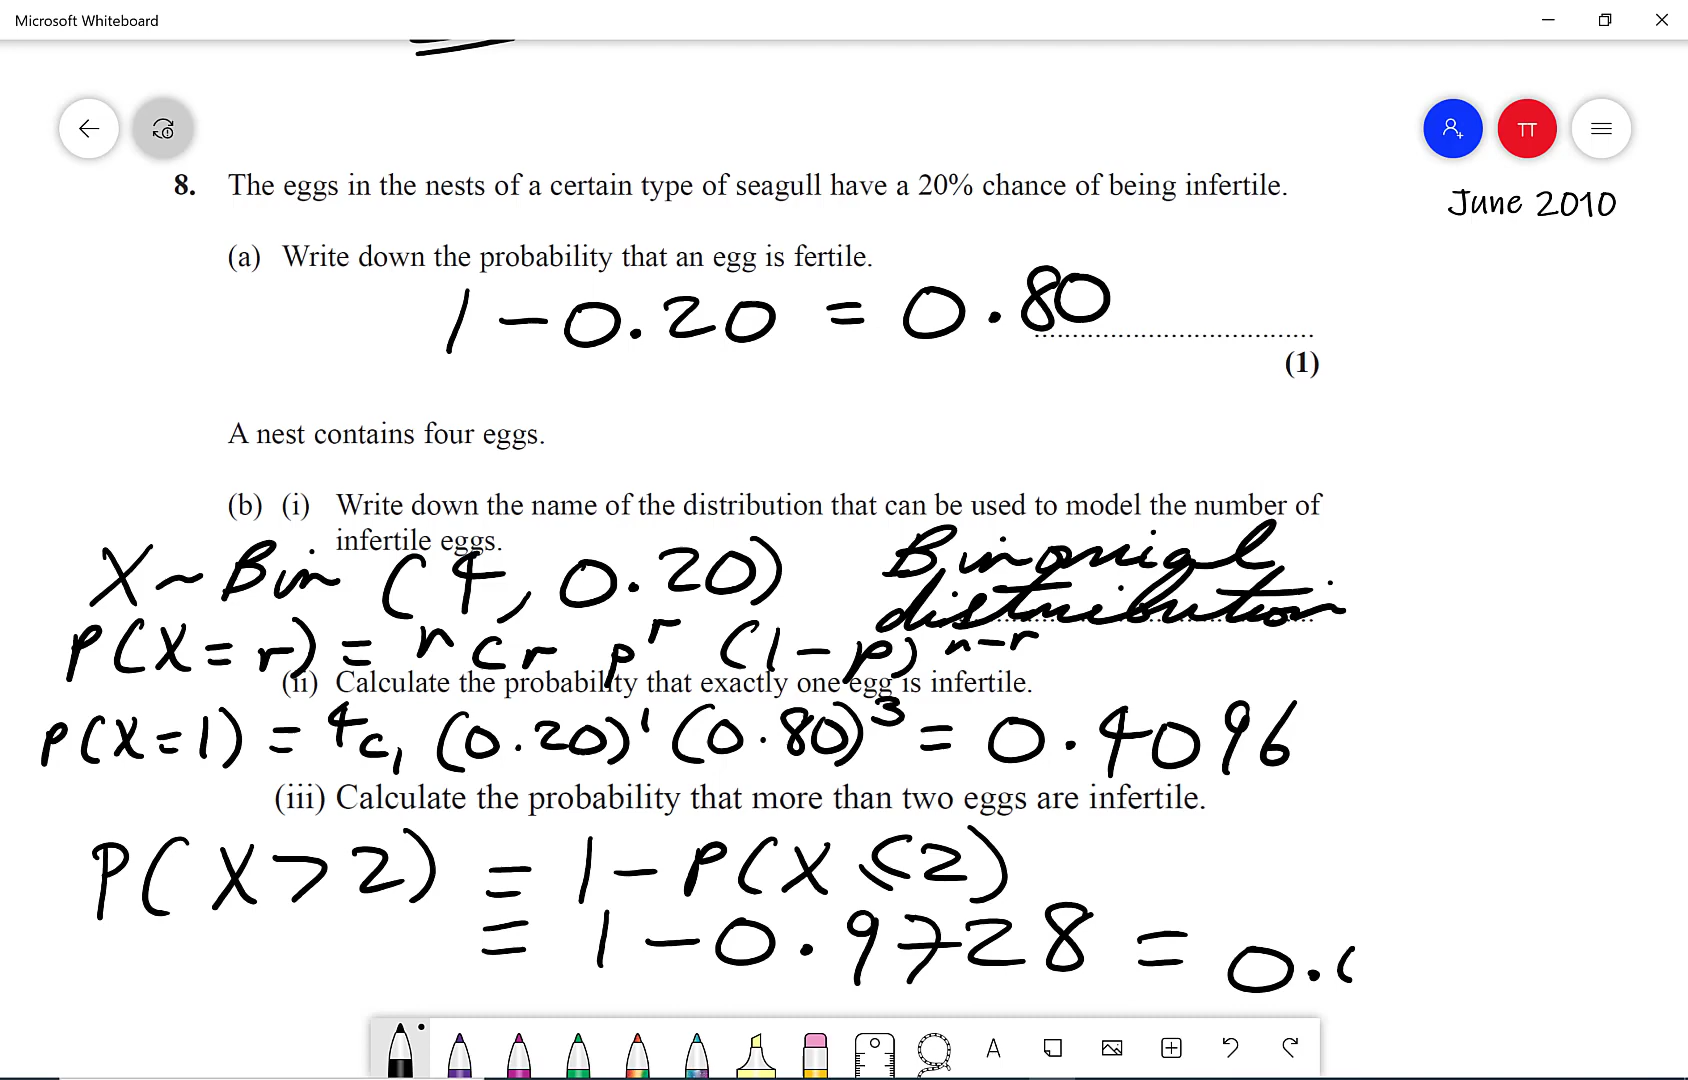 Microsoft Whiteboard
TT
June 2010
8. The eggs in the nests of a certain type of seagull have a 20% chance of being infertile.
(a) Write down the probability that an egg is fertile.
1 - 0.20 = 0.80
(1)
A nest contains four eggs.
(b) (i) Write down the name of the distribution that can be used to model the number of
infertile eggs.
X ~ Bin (4, 0.20)
Binomial
distribution
P(X = r) = nCr p^r (1 - p)^n-r
(ii) Calculate the probability that exactly one egg is infertile.
P(X = 1) = ⁴C₁ (0.20)¹ (0.80)³ = 0.4096
(iii) Calculate the probability that more than two eggs are infertile.
P(X > 2) = 1 - P(X ≤ 2)
= 1 - 0.9728 = 0.